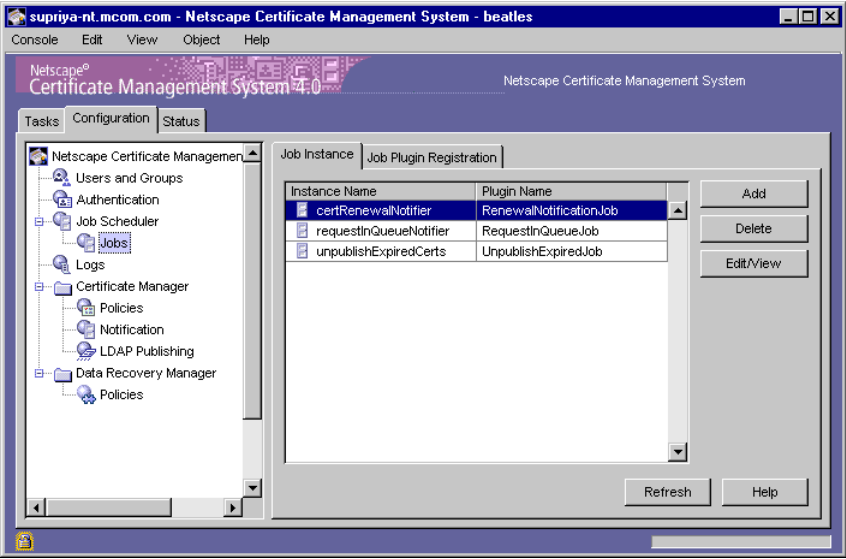 supriya-nt.mcom.com - Netscape Certificate Management System - beatles
Console Edit View Object Help
Netscape®
Certificate Management System 4.0
Netscape Certificate Management System
Tasks Configuration Status
Netscape Certificate Managemen
Users and Groups
Authentication
Job Scheduler
Jobs
Logs
Certificate Manager
Policies
Notification
LDAP Publishing
Data Recovery Manager
Policies
Job Instance Job Plugin Registration
Instance Name Plugin Name
certRenewalNotifier RenewalNotificationJob
requestInQueueNotifier RequestInQueueJob
unpublishExpiredCerts UnpublishExpiredJob
Add
Delete
Edit/View
Refresh Help